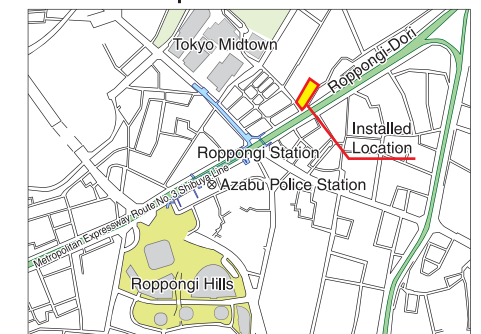 Tokyo Midtown
Roppongi-Dori
Installed
Location
Roppongi Station
Azabu Police Station
Metropolitan Expressway Route No. 3 Shibuya Line
Roppongi Hills